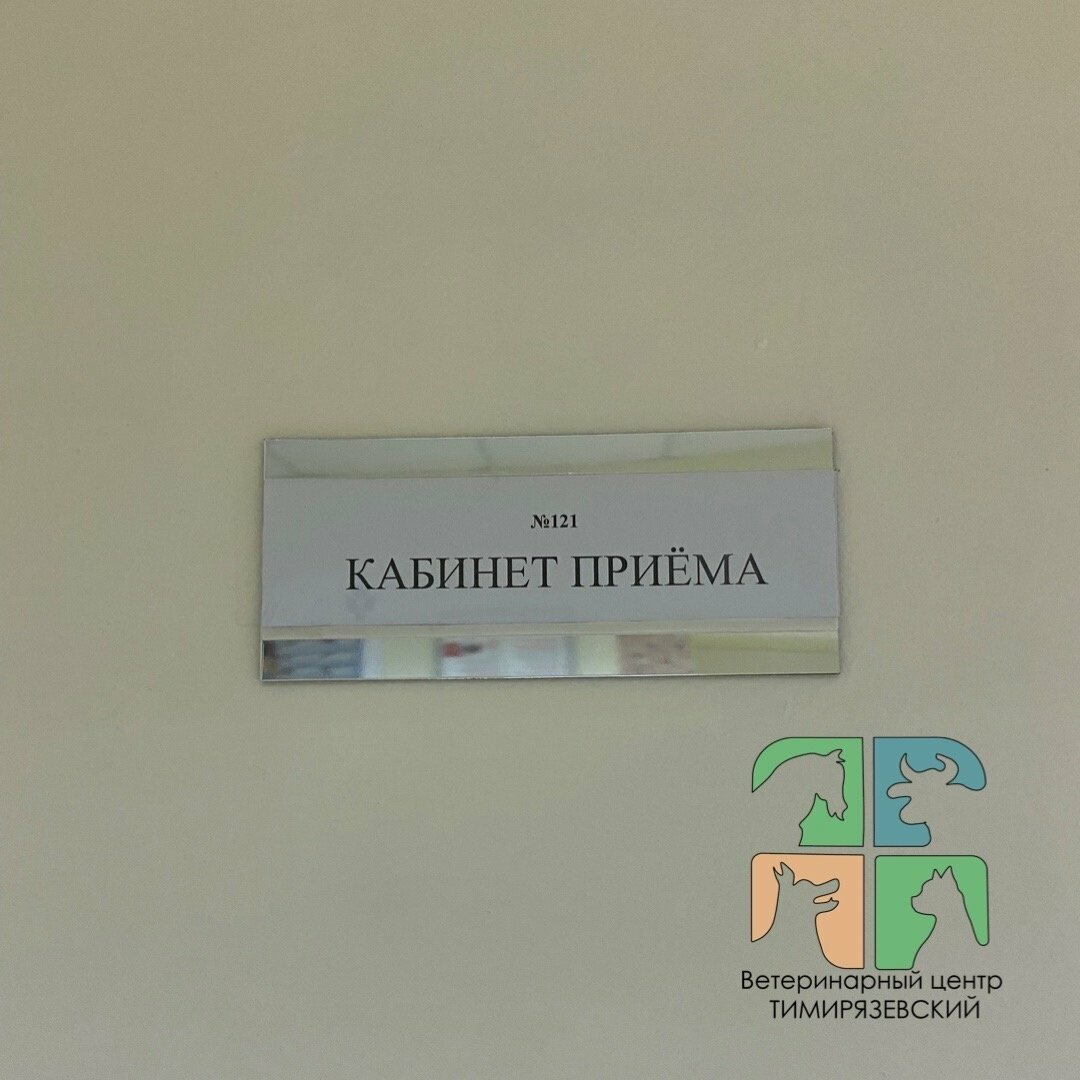 №121
КАБИНЕТ ПРИЁМА
Ветеринарный центр
ТИМИРЯЗЕВСКИЙ